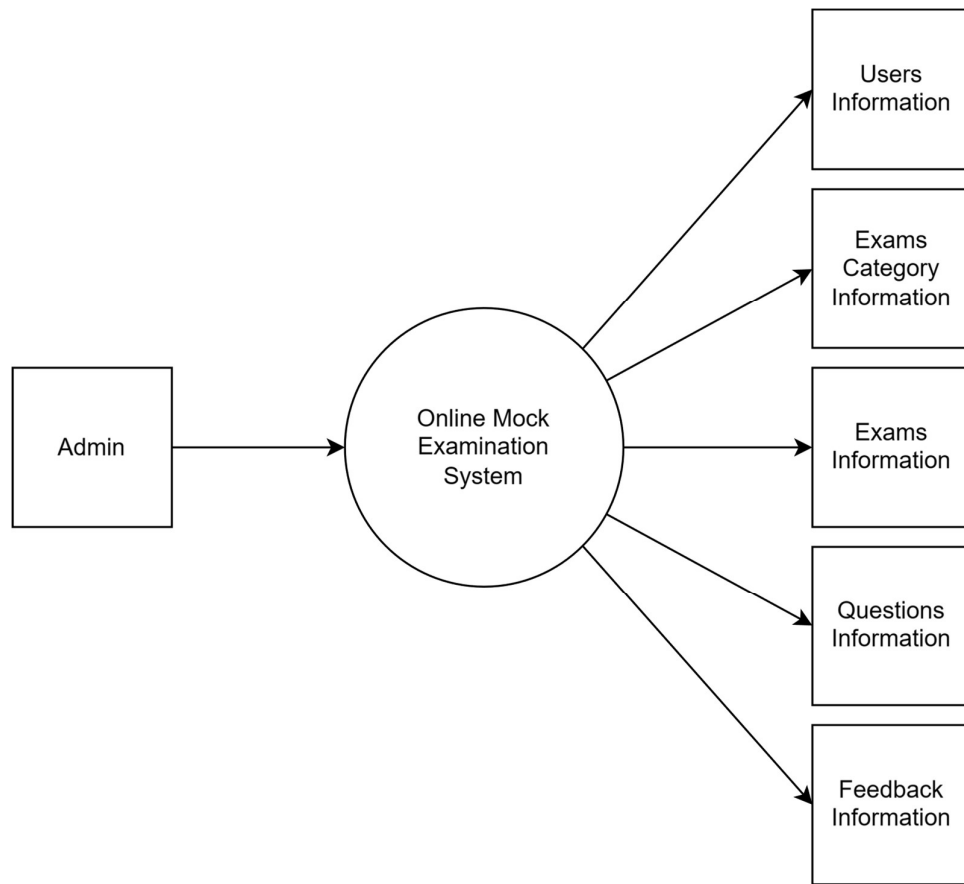 Users
Information
Exams
Category
Information
Admin
Online Mock
Examination
System
Exams
Information
Questions
Information
Feedback
Information